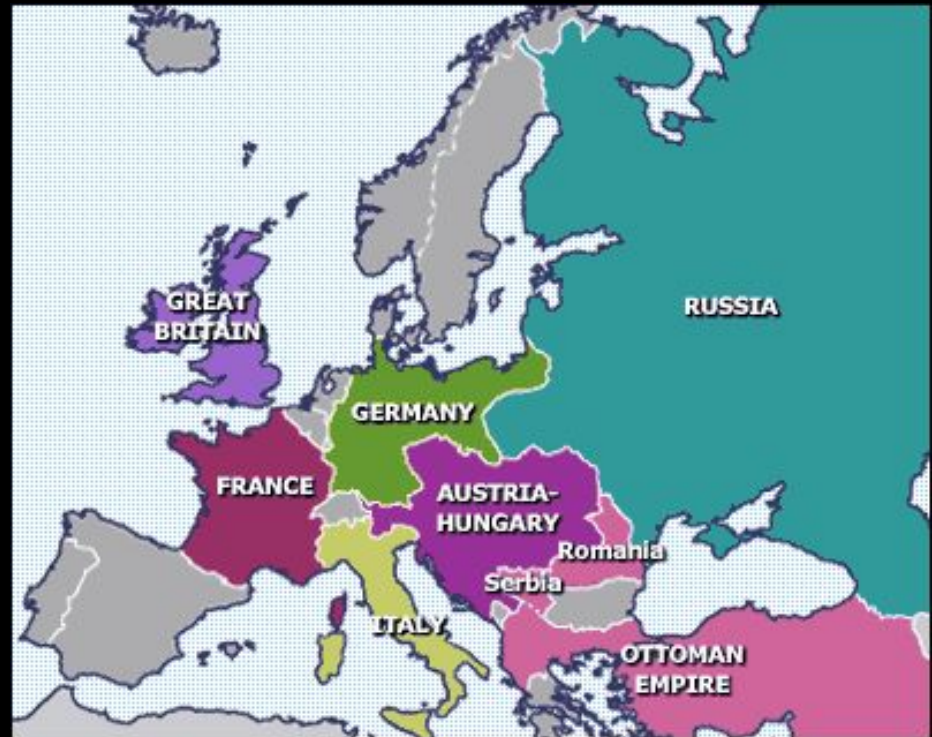 GREAT
BRITAIN
RUSSIA
GERMANY
FRANCE
AUSTRIA-
HUNGARY
Romania
Serbia
ITALY
OTTOMAN
EMPIRE